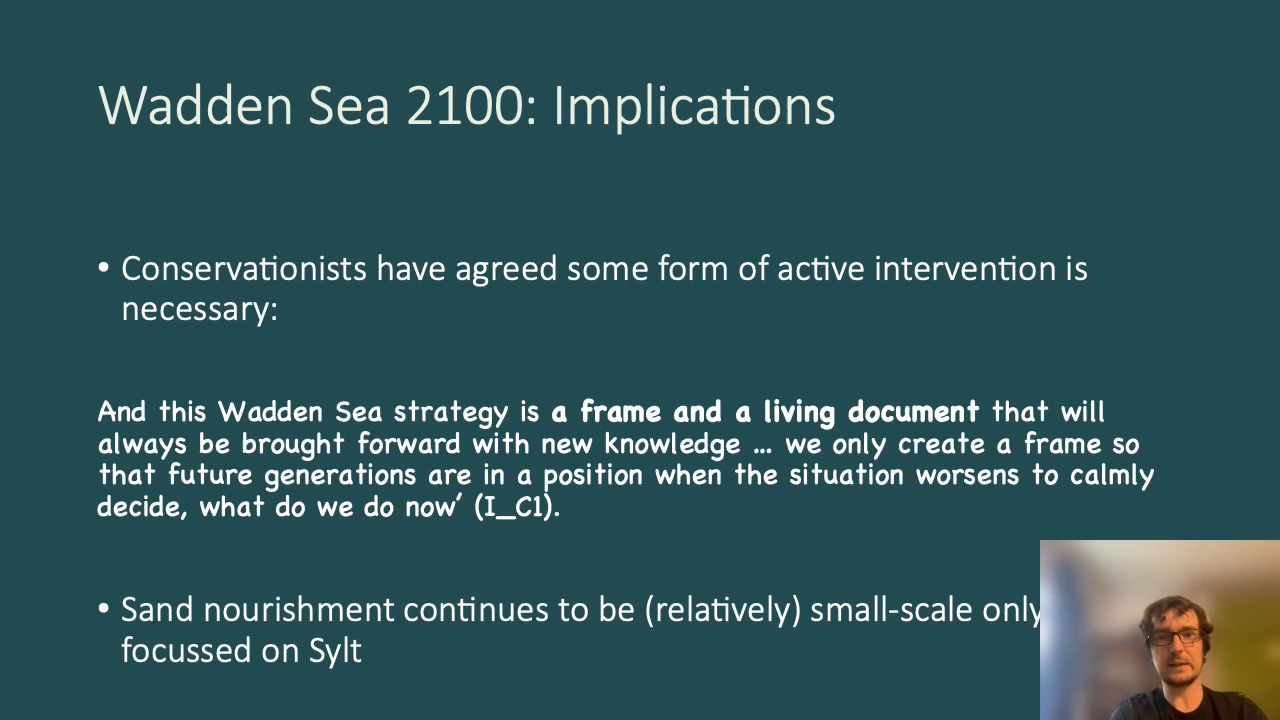 Wadden Sea 2100: Implications
• Conservationists have agreed some form of active intervention is
necessary:
And this Wadden Sea strategy is a frame and a living document that will
always be brought forward with new knowledge ... we only create a frame so
that future generations are in a position when the situation worsens to calmly
decide, what do we do now’ (I_C1).
• Sand nourishment continues to be (relatively) small-scale only
focussed on Sylt